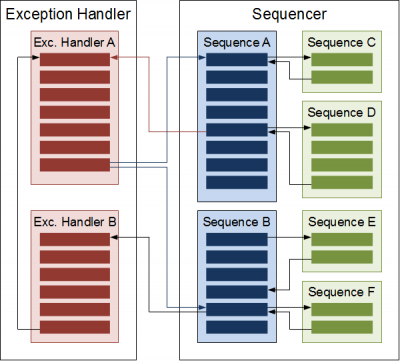 Exception Handler
Sequencer
Exc. Handler A
Sequence A
Sequence C
Sequence D
Exc. Handler B
Sequence B
Sequence E
Sequence F